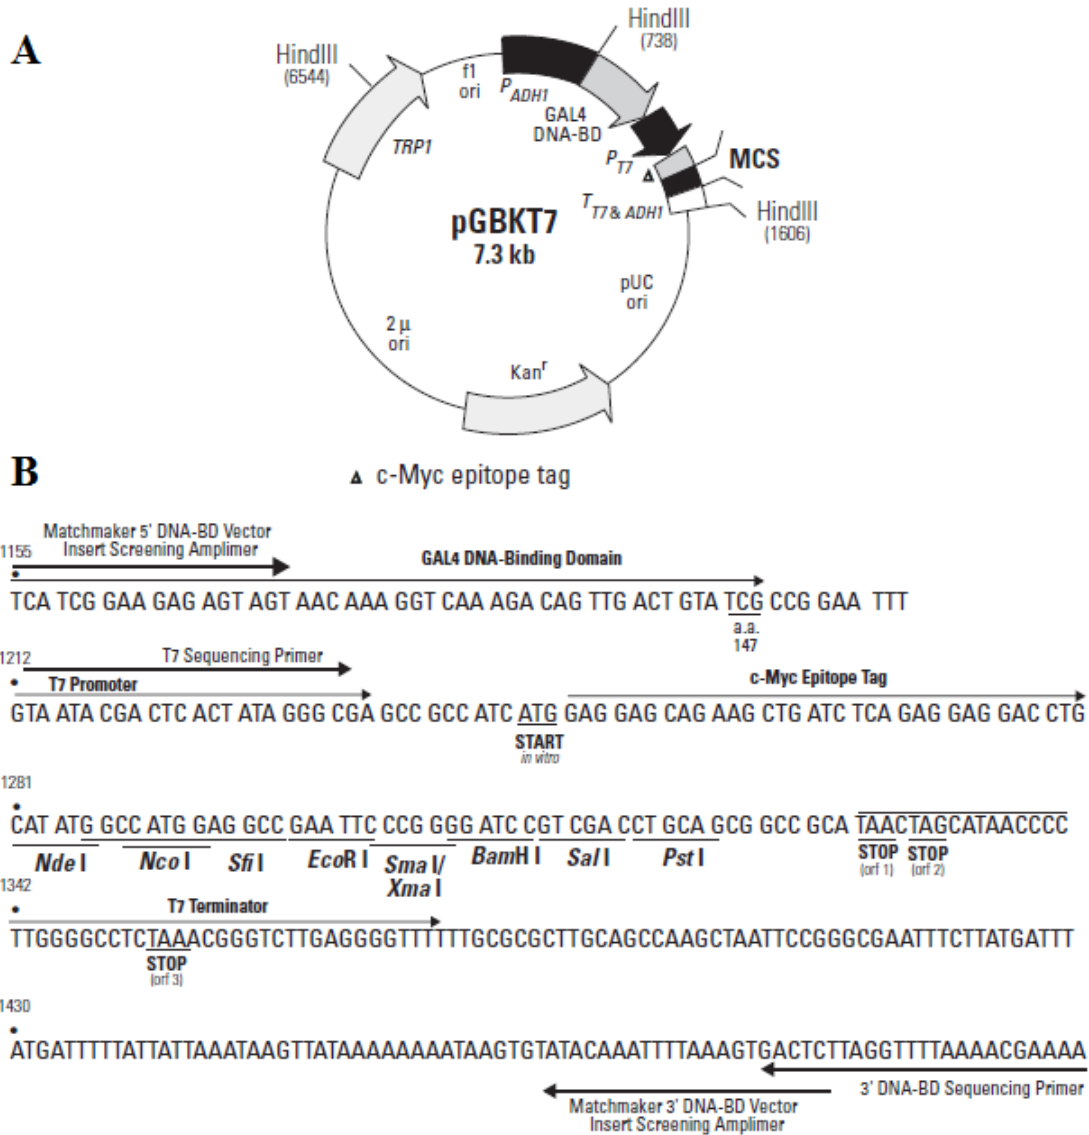 A
HindIII
(738)
HindIII
(6544)
f1
ori
P ADH1
GAL4
DNA-BD
TRP1
P T7
MCS
T T7 & ADH1
HindIII
(1606)
pGBKT7
7.3 kb
pUC
ori
2 µ
ori
Kan r
B
c-Myc epitope tag
Matchmaker 5' DNA-BD Vector
Insert Screening Amplimer
1155
GAL4 DNA-Binding Domain
TCA TCG GAA GAG AGT AGT AAC AAA GGT CAA AGA CAG TTG ACT GTA TCG CCG GAA TTT
a.a.
147
1212
T7 Sequencing Primer
T7 Promoter
c-Myc Epitope Tag
GTA ATA CGA CTC ACT ATA GGG CGA GCC GCC ATC ATG GAG GAG CAG AAG CTG ATC TCA GAG GAG GAC CTG
START
in vitro
1281
CAT ATG GCC ATG GAG GCC GAA TTC CCG GGG ATC CGT CGA CCT GCA GCG GCC GCA TAACTAGCATAACCCC
Nde I Nco I Sfi I EcoR I Sma I/ BamH I Sal I Pst I STOP STOP
Xma I (orf 1) (orf 2)
1342
T7 Terminator
TTGGGGCCTCTAAACGGGTCTTGAGGGGTTTTTTGCGCGCTTGCAGCCAAGCTAATTCCGGGCGAATTTCTTATGATTT
STOP
(orf 3)
1430
ATGATTTTTATTATTAAATAAGTTATAAAAAAAATAAGTGTATACAAATTTTAAAGTGACTCTTAGGTTTTAAAACGAAAA
3' DNA-BD Sequencing Primer
Matchmaker 3' DNA-BD Vector
Insert Screening Amplimer